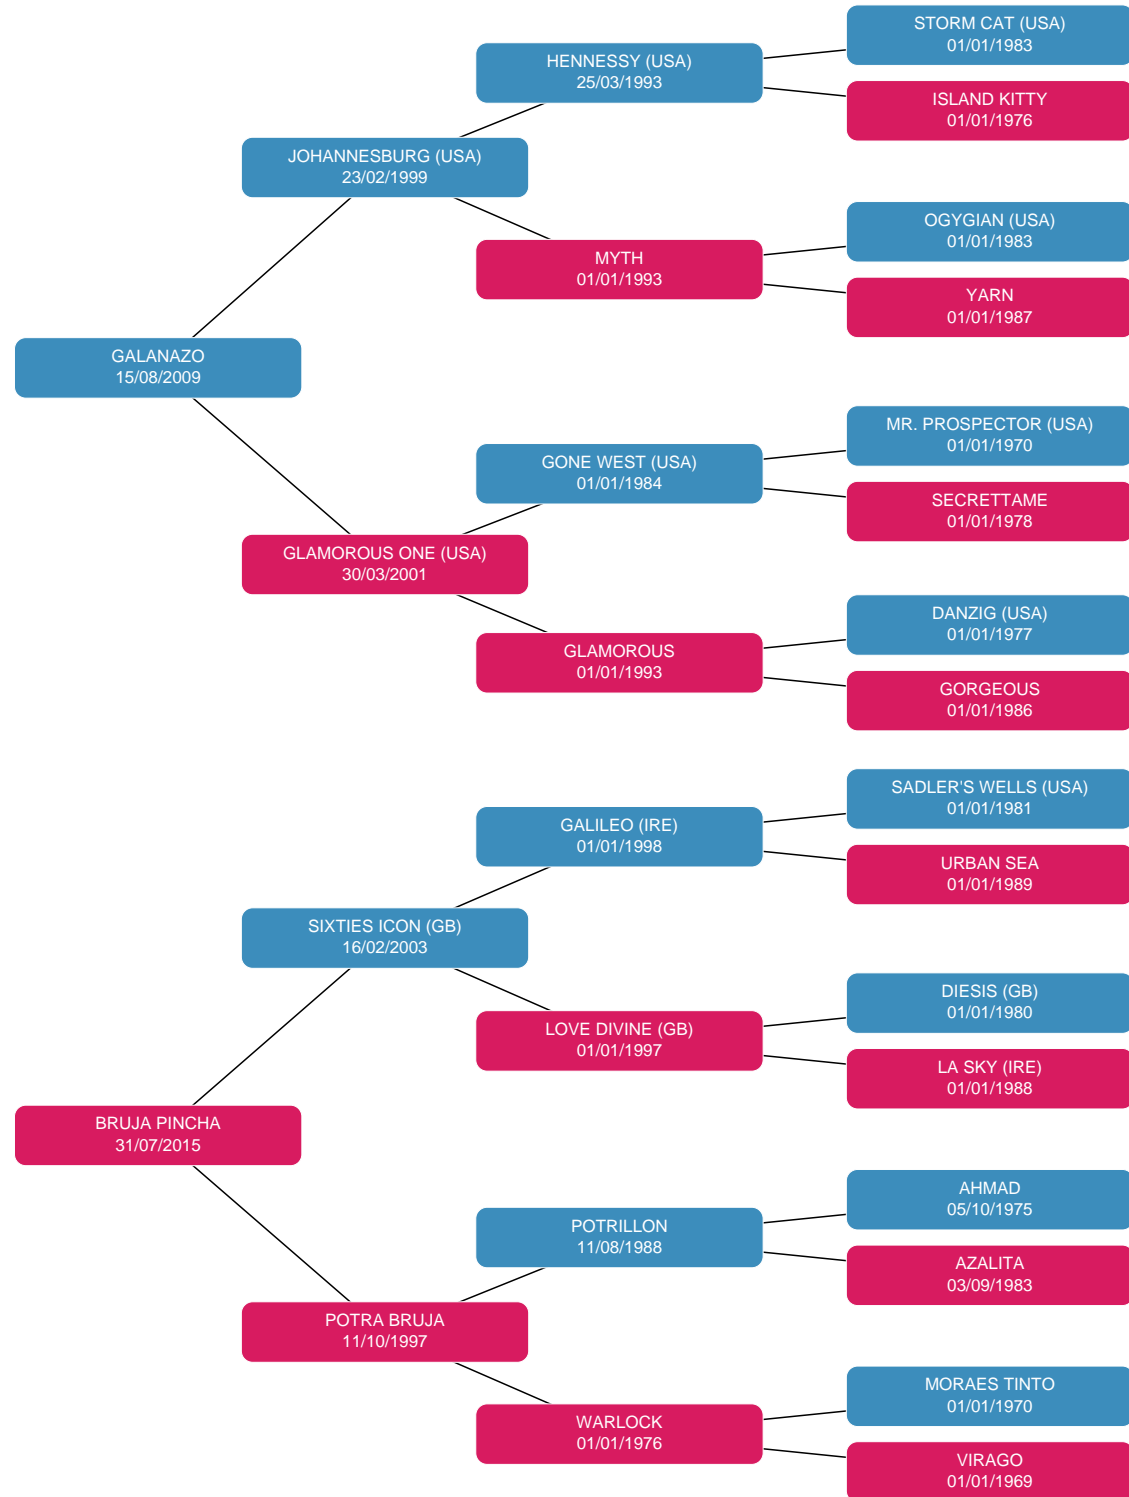 STORM CAT (USA)
01/01/1983
HENNESSY (USA)
25/03/1993
ISLAND KITTY
01/01/1976
JOHANNESBURG (USA)
23/02/1999
OGYGIAN (USA)
01/01/1983
MYTH
01/01/1993
YARN
01/01/1987
GALANAZO
15/08/2009
MR. PROSPECTOR (USA)
01/01/1970
GONE WEST (USA)
01/01/1984
SECRETTAME
01/01/1978
GLAMOROUS ONE (USA)
30/03/2001
DANZIG (USA)
01/01/1977
GLAMOROUS
01/01/1993
GORGEOUS
01/01/1986
SADLER'S WELLS (USA)
01/01/1981
GALILEO (IRE)
01/01/1998
URBAN SEA
01/01/1989
SIXTIES ICON (GB)
16/02/2003
DIESIS (GB)
01/01/1980
LOVE DIVINE (GB)
01/01/1997
LA SKY (IRE)
01/01/1988
BRUJA PINCHA
31/07/2015
AHMAD
05/10/1975
POTRILLON
11/08/1988
AZALITA
03/09/1983
POTRA BRUJA
11/10/1997
MORAES TINTO
01/01/1970
WARLOCK
01/01/1976
VIRAGO
01/01/1969